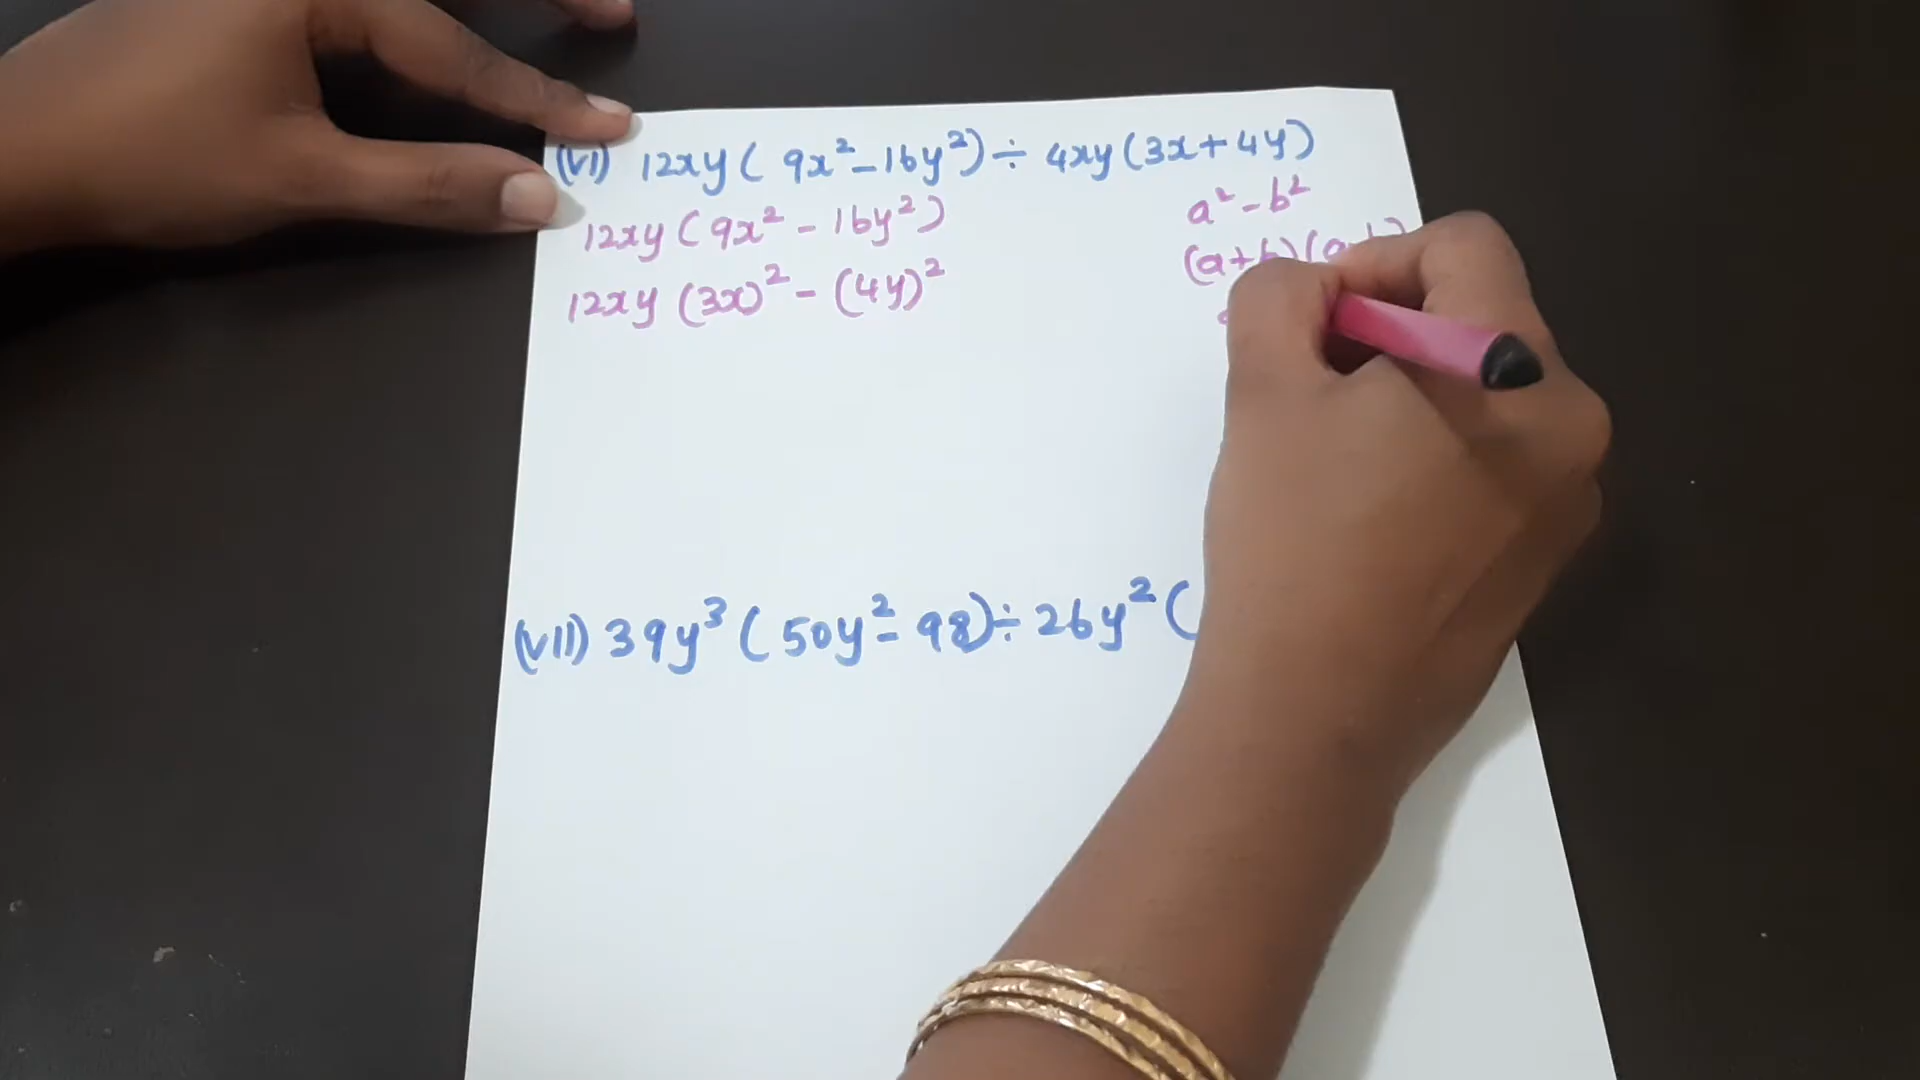 (vi) 12xy ( 9x² - 16y²) ÷ 4xy (3x + 4y)
12xy ( 9x² - 16y² )
12xy (3x)² - (4y)²
a² - b²
(a+b)(a
(vii) 39y³ ( 50y² - 98) ÷ 26y² (